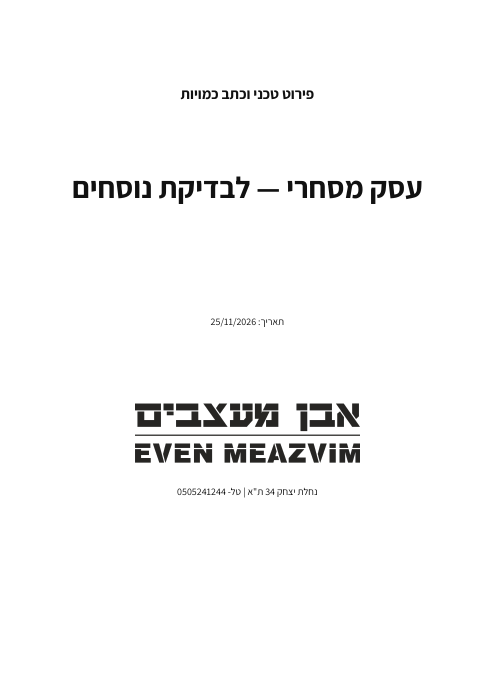 פירוט טכני וכתב כמויות
עסק מסחרי — לבדיקת נוסחים
תאריך: 25/11/2026
אבן מעצבים
EVEN MEAZVIM
נחלת יצחק 34 ת"א | טל- 0505241244